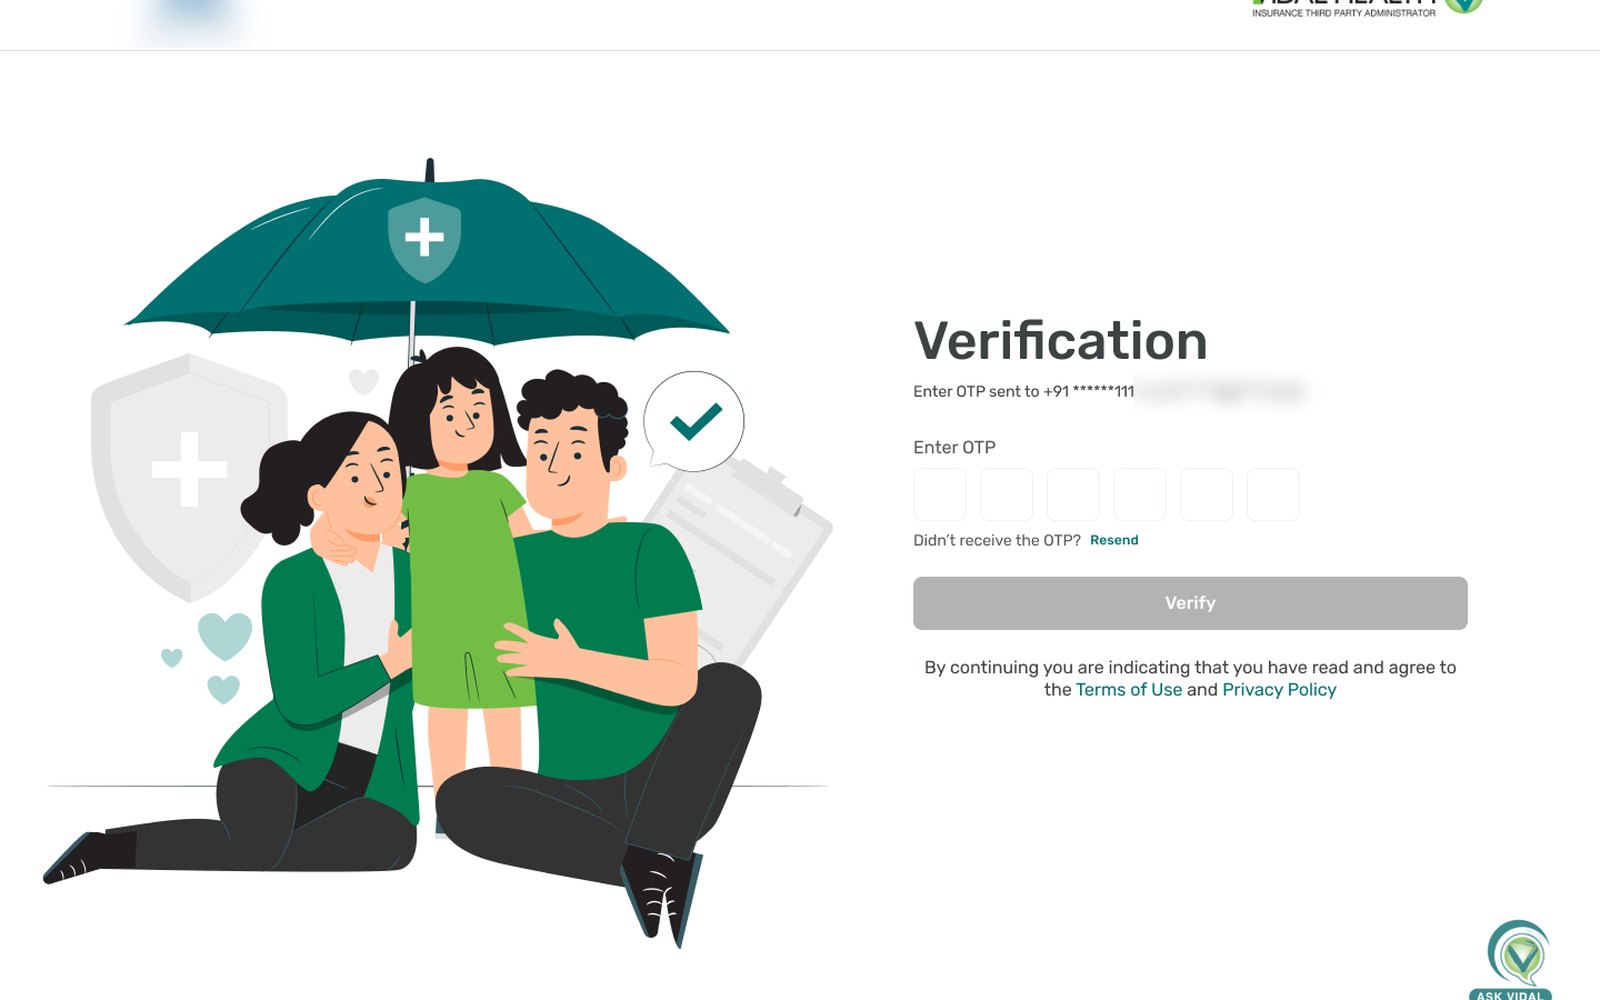 INSURANCE THIRD PARTY ADMINISTRATOR
Verification
Enter OTP sent to +91 ******111
Enter OTP
Didn’t receive the OTP? Resend
Verify
By continuing you are indicating that you have read and agree to
the Terms of Use and Privacy Policy
ASK VIDAL